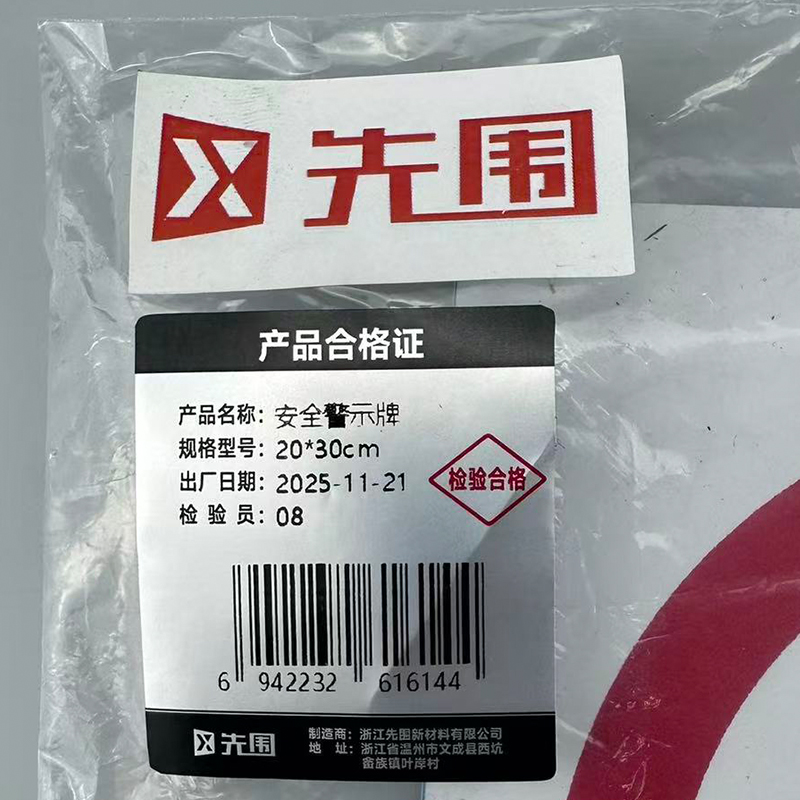 先围
产品合格证
产品名称：安全警示牌
规格型号：20*30cm
出厂日期：2025-11-21
检验员：08
检验合格
6 942232 616144
先围
制造商：浙江先围新材料有限公司
地 址：浙江省温州市文成县西坑
畲族镇叶岸村